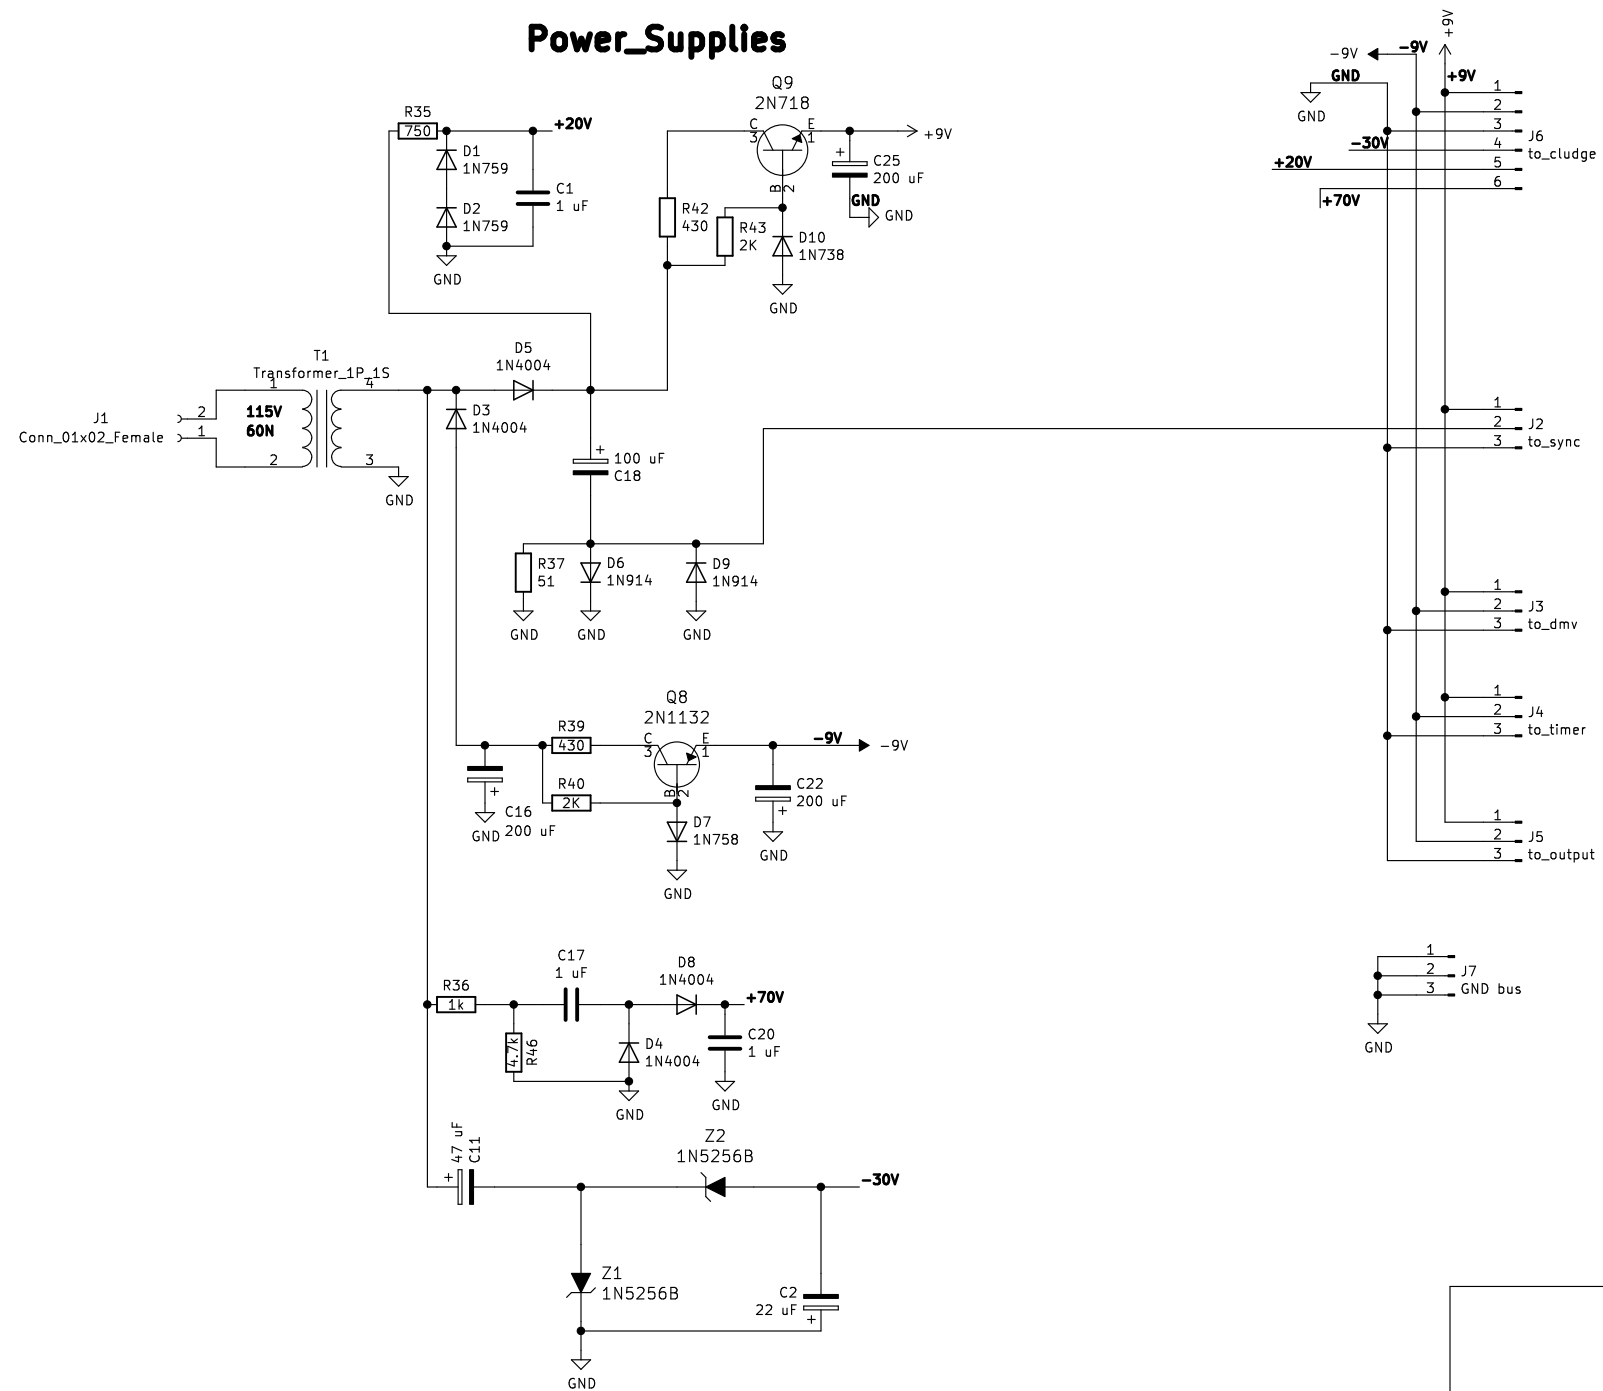 Power_Supplies
R35
750
+20V
D1
1N759
D2
1N759
C1
1 uF
GND
Q9
2N718
C
3
E
1
B
2
+9V
+
C25
200 uF
GND
GND
R42
430
R43
2K
D10
1N738
GND
-9V
-9V
+9V
GND
GND
+9V
-30V
+20V
+70V
1
2
3
4
5
6
J6
to_cludge
T1
Transformer_1P_1S
1
4
2
3
115V
60N
J1
Conn_01x02_Female
2
1
GND
D5
1N4004
D3
1N4004
+
100 uF
C18
R37
51
D6
1N914
D9
1N914
GND
GND
GND
1
2
3
J2
to_sync
1
2
3
J3
to_dmv
1
2
3
J4
to_timer
1
2
3
J5
to_output
Q8
2N1132
R39
430
C
3
E
1
B
2
-9V
-9V
R40
2K
+
C16
200 uF
GND
D7
1N758
GND
C22
200 uF
+
GND
1
2
3
J7
GND bus
GND
R36
1k
C17
1 uF
D8
1N4004
+70V
4.7k
R46
D4
1N4004
GND
C20
1 uF
GND
47 uF
C11
+
Z2
1N5256B
-30V
Z1
1N5256B
C2
22 uF
+
GND